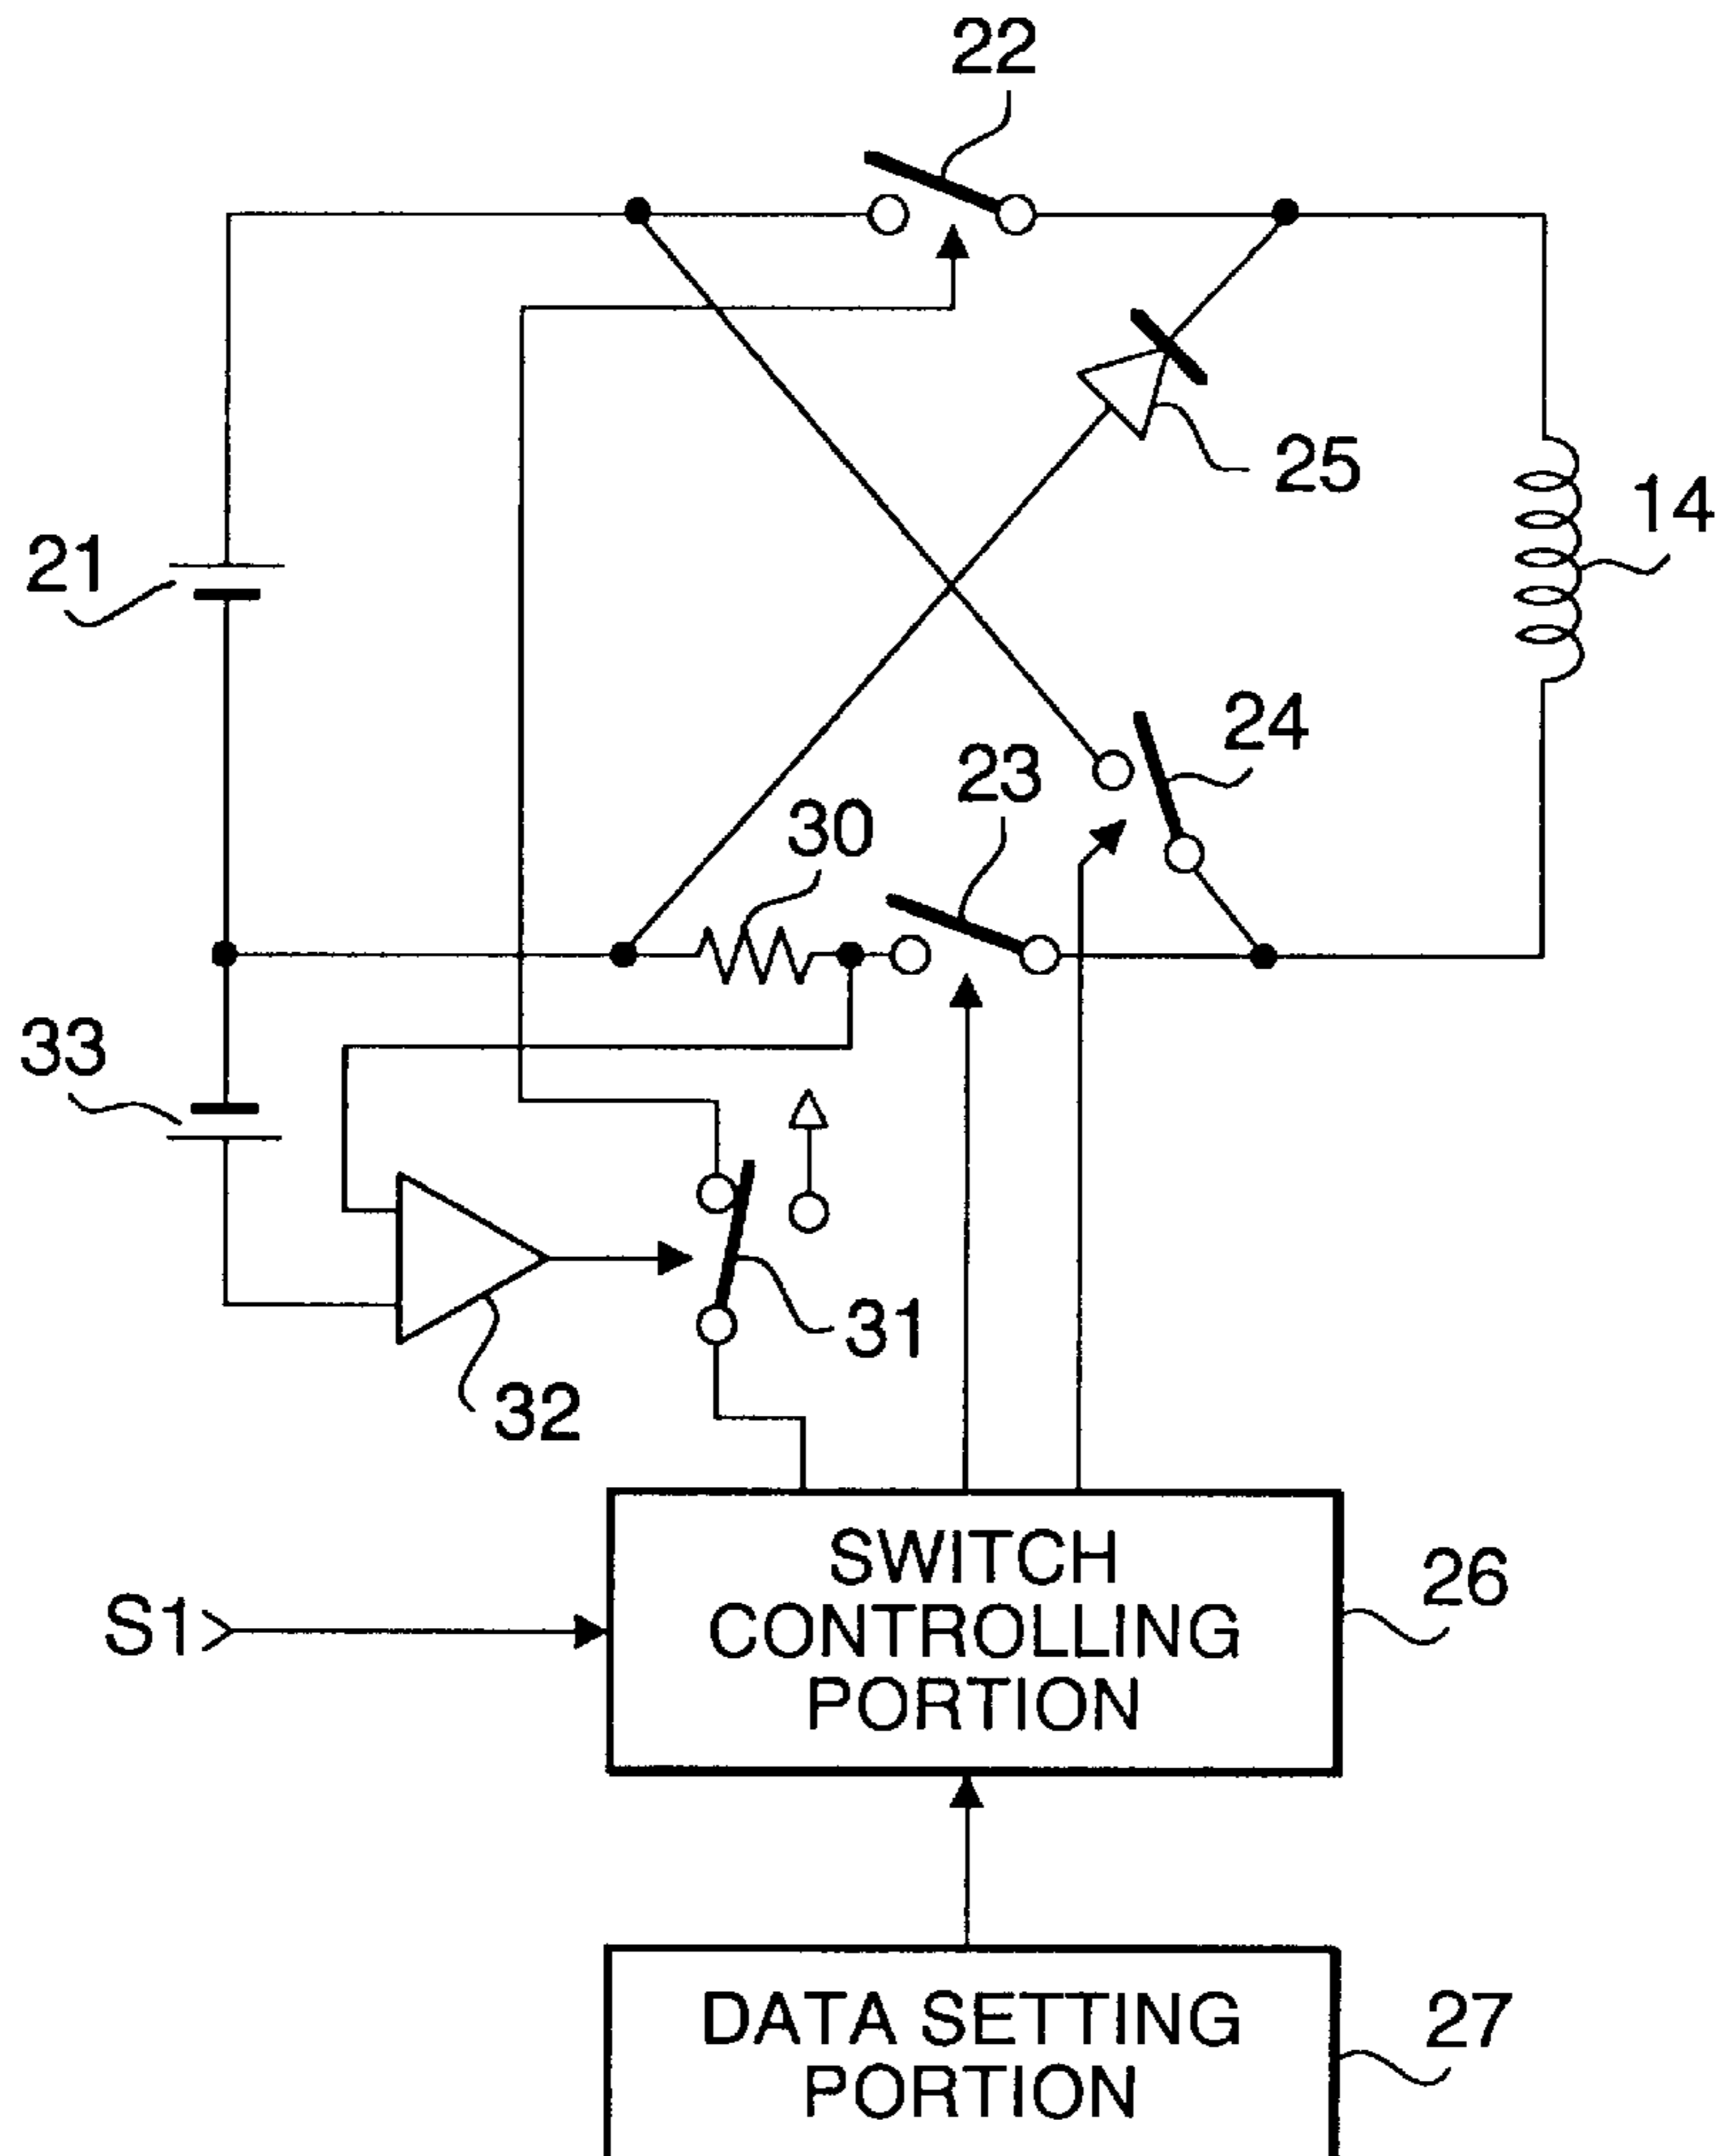 22
25
14
21
24
23
30
33
31
32
SWITCH
CONTROLLING
PORTION
26
S1
DATA SETTING
PORTION
27